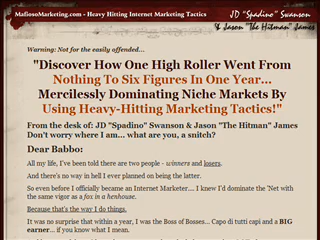 MafiosoMarketing.com - Heavy Hitting Internet Marketing Tactics
JD "Spadino" Swanson
& Jason "The Hitman" James
Warning: Not for the easily offended...
"Discover How One High Roller Went From
Nothing To Six Figures In One Year...
Mercilessly Dominating Niche Markets By
Using Heavy-Hitting Marketing Tactics!"
From the desk of: JD "Spadino" Swanson & Jason "The Hitman" James
Don't worry where I am... what are you, a snitch?
Dear Babbo:
All my life, I've been told there are two people - winners and losers.
And there's no way in hell I ever planned on being the latter.
So even before I officially became an Internet Marketer... I knew I'd dominate the 'Net with the same vigor as a fox in a henhouse.
Because that's the way I do things.
It was no surprise that within a year, I was the Boss of Bosses... Capo di tutti capi and a BIG
earner... if you know what I mean.